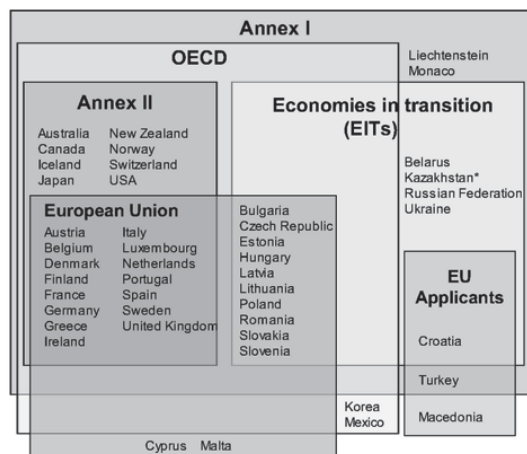 Annex I
OECD
Liechtenstein
Monaco
Annex II
Australia New Zealand
Canada Norway
Iceland Switzerland
Japan USA
Economies in transition
(EITs)
Belarus
Kazakhstan*
Russian Federation
Ukraine
European Union
Austria Italy
Belgium Luxembourg
Denmark Netherlands
Finland Portugal
France Spain
Germany Sweden
Greece United Kingdom
Ireland
Bulgaria
Czech Republic
Estonia
Hungary
Latvia
Lithuania
Poland
Romania
Slovakia
Slovenia
EU
Applicants
Croatia
Turkey
Macedonia
Korea
Mexico
Cyprus Malta